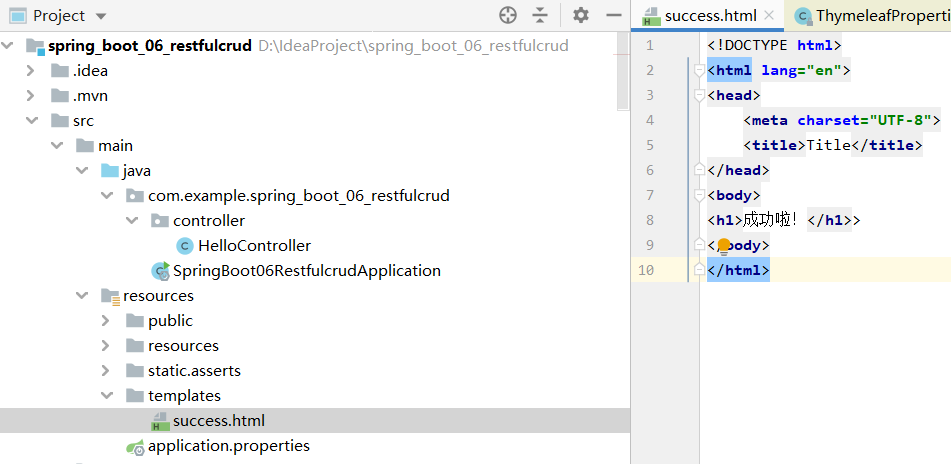 Project
success.html
ThymeleafProperti
spring_boot_06_restfulcrud D:\IdeaProject\spring_boot_06_restfulcrud
.idea
.mvn
src
main
java
com.example.spring_boot_06_restfulcrud
controller
HelloController
SpringBoot06RestfulcrudApplication
resources
public
resources
static.asserts
templates
success.html
application.properties
1 <!DOCTYPE html>
2 <html lang="en">
3 <head>
4 <meta charset="UTF-8">
5 <title>Title</title>
6 </head>
7 <body>
8 <h1>成功啦！</h1>>
9 </body>
10 </html>